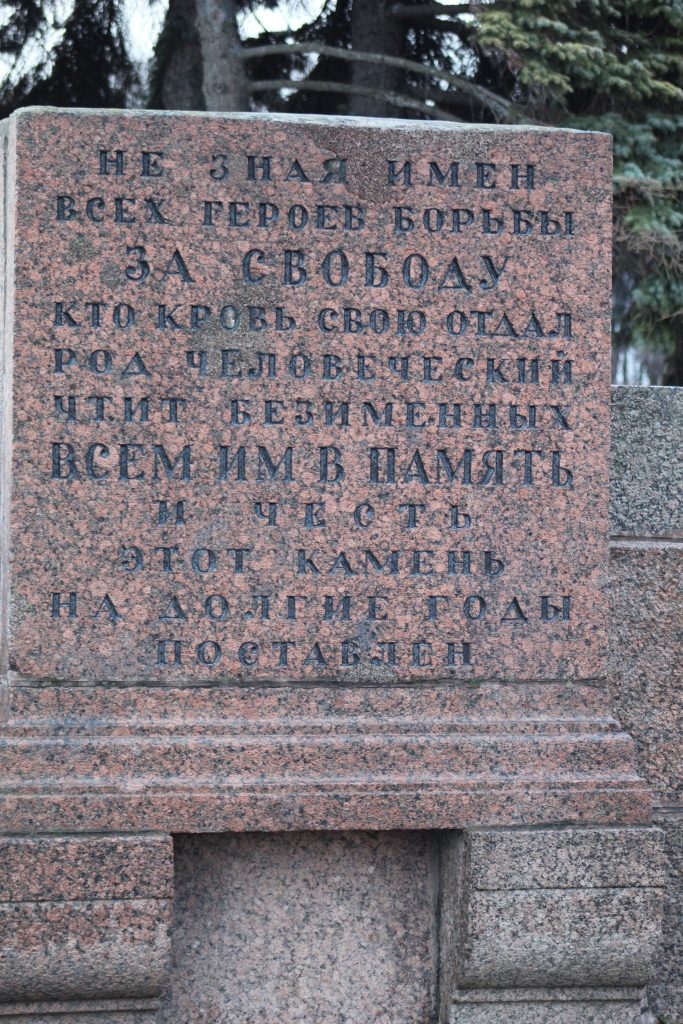 НЕ ЗНАЯ ИМЕН
ВСЕХ ГЕРОЕВ БОРЬБЫ
ЗА СВОБОДУ
КТО КРОВЬ СВОЮ ОТДАЛ
РОД ЧЕЛОВЕЧЕСКИЙ
ЧТИТ БЕЗИМЕННЫХ
ВСЕМ ИМ В ПАМЯТЬ
И ЧЕСТЬ
ЭТОТ КАМЕНЬ
НА ДОЛГИЕ ГОДЫ
ПОСТАВЛЕН